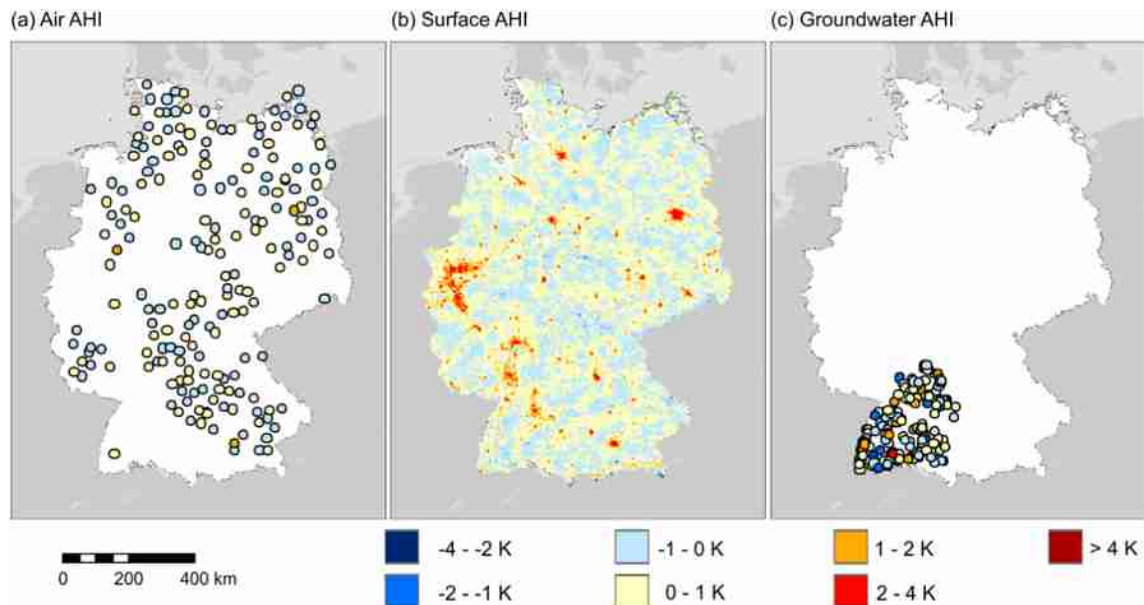 (a) Air AHI
(b) Surface AHI
(c) Groundwater AHI
-4 - -2 K
-1 - 0 K
1 - 2 K
> 4 K
-2 - -1 K
0 - 1 K
2 - 4 K
0 200 400 km